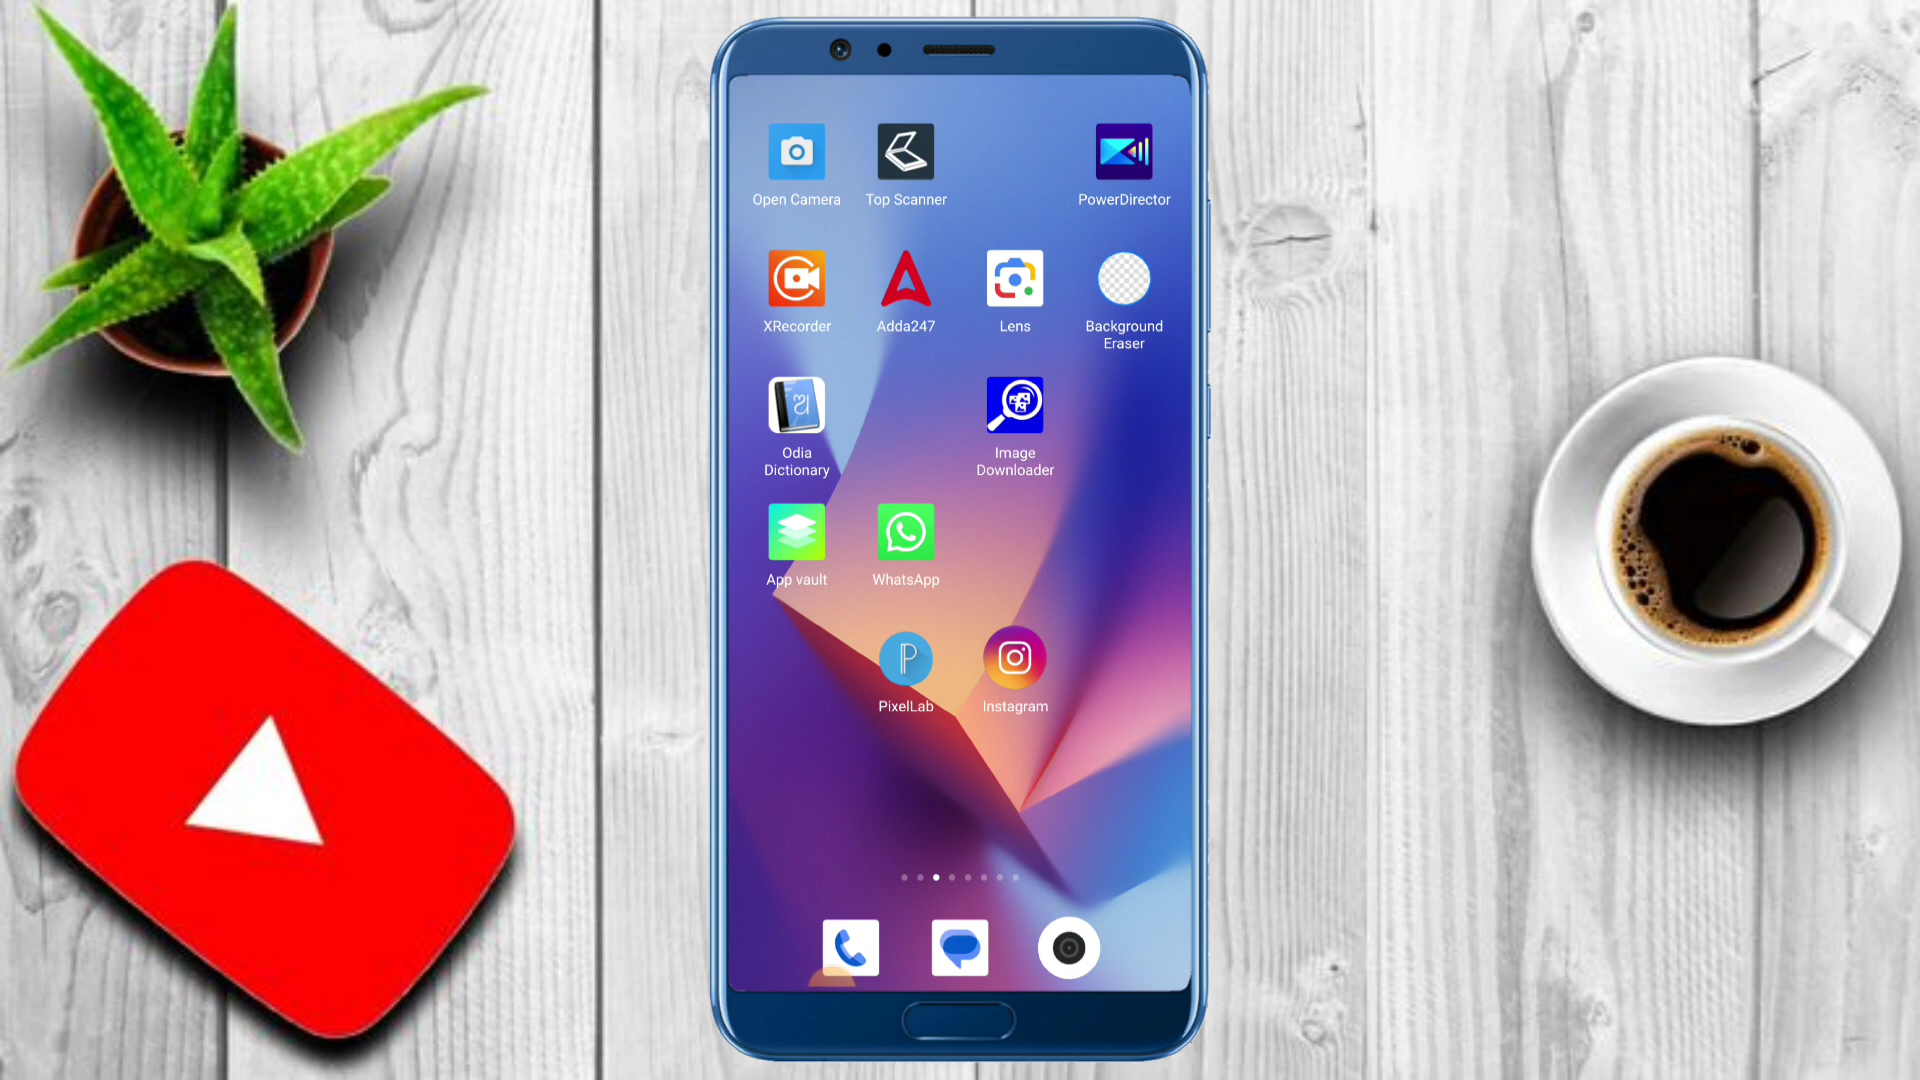 Open Camera
Top Scanner
PowerDirector
XRecorder
Adda247
Lens
Background
Eraser
Odia
Dictionary
Image
Downloader
App vault
WhatsApp
PixelLab
Instagram